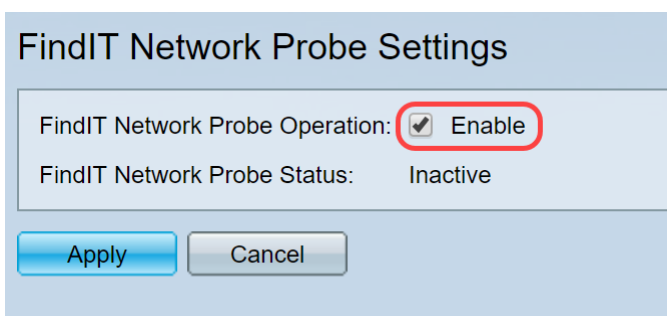 FindIT Network Probe Settings
FindIT Network Probe Operation: Enable
FindIT Network Probe Status: Inactive
Apply Cancel